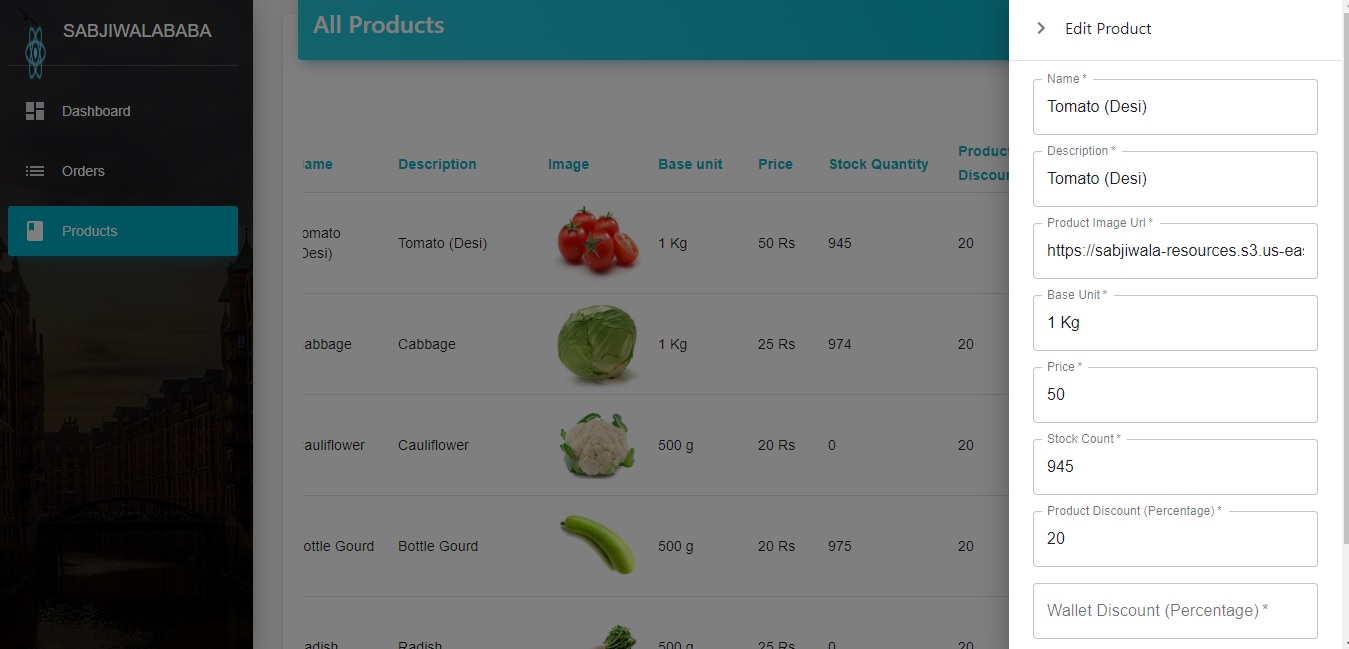 SABJIWALABABA
Dashboard
Orders
Products
All Products
ame Description Image Base unit Price Stock Quantity Product Discoun
omato Desi) Tomato (Desi) 1 Kg 50 Rs 945 20
abbage Cabbage 1 Kg 25 Rs 974 20
auliflower Cauliflower 500 g 20 Rs 0 20
ottle Gourd Bottle Gourd 500 g 20 Rs 975 20
adish Radish 500 g 25 Rs 0 20
Edit Product
Name *
Tomato (Desi)
Description *
Tomato (Desi)
Product Image Url *
https://sabjiwala-resources.s3.us-eas
Base Unit *
1 Kg
Price *
50
Stock Count *
945
Product Discount (Percentage) *
20
Wallet Discount (Percentage) *